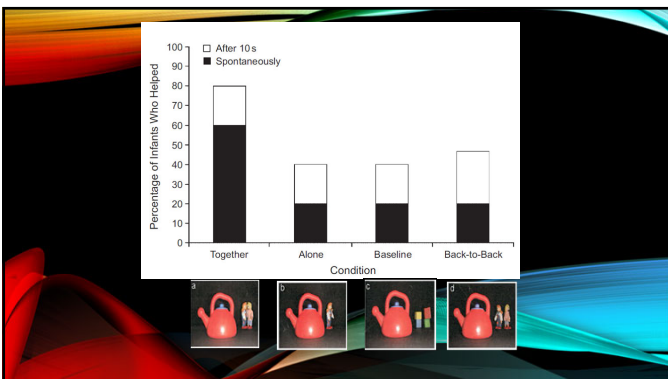 100
90
80
70
60
50
40
30
20
10
0
Percentage of Infants Who Helped
After 10 s
Spontaneously
Together Alone Baseline Back-to-Back
Condition
a b c d